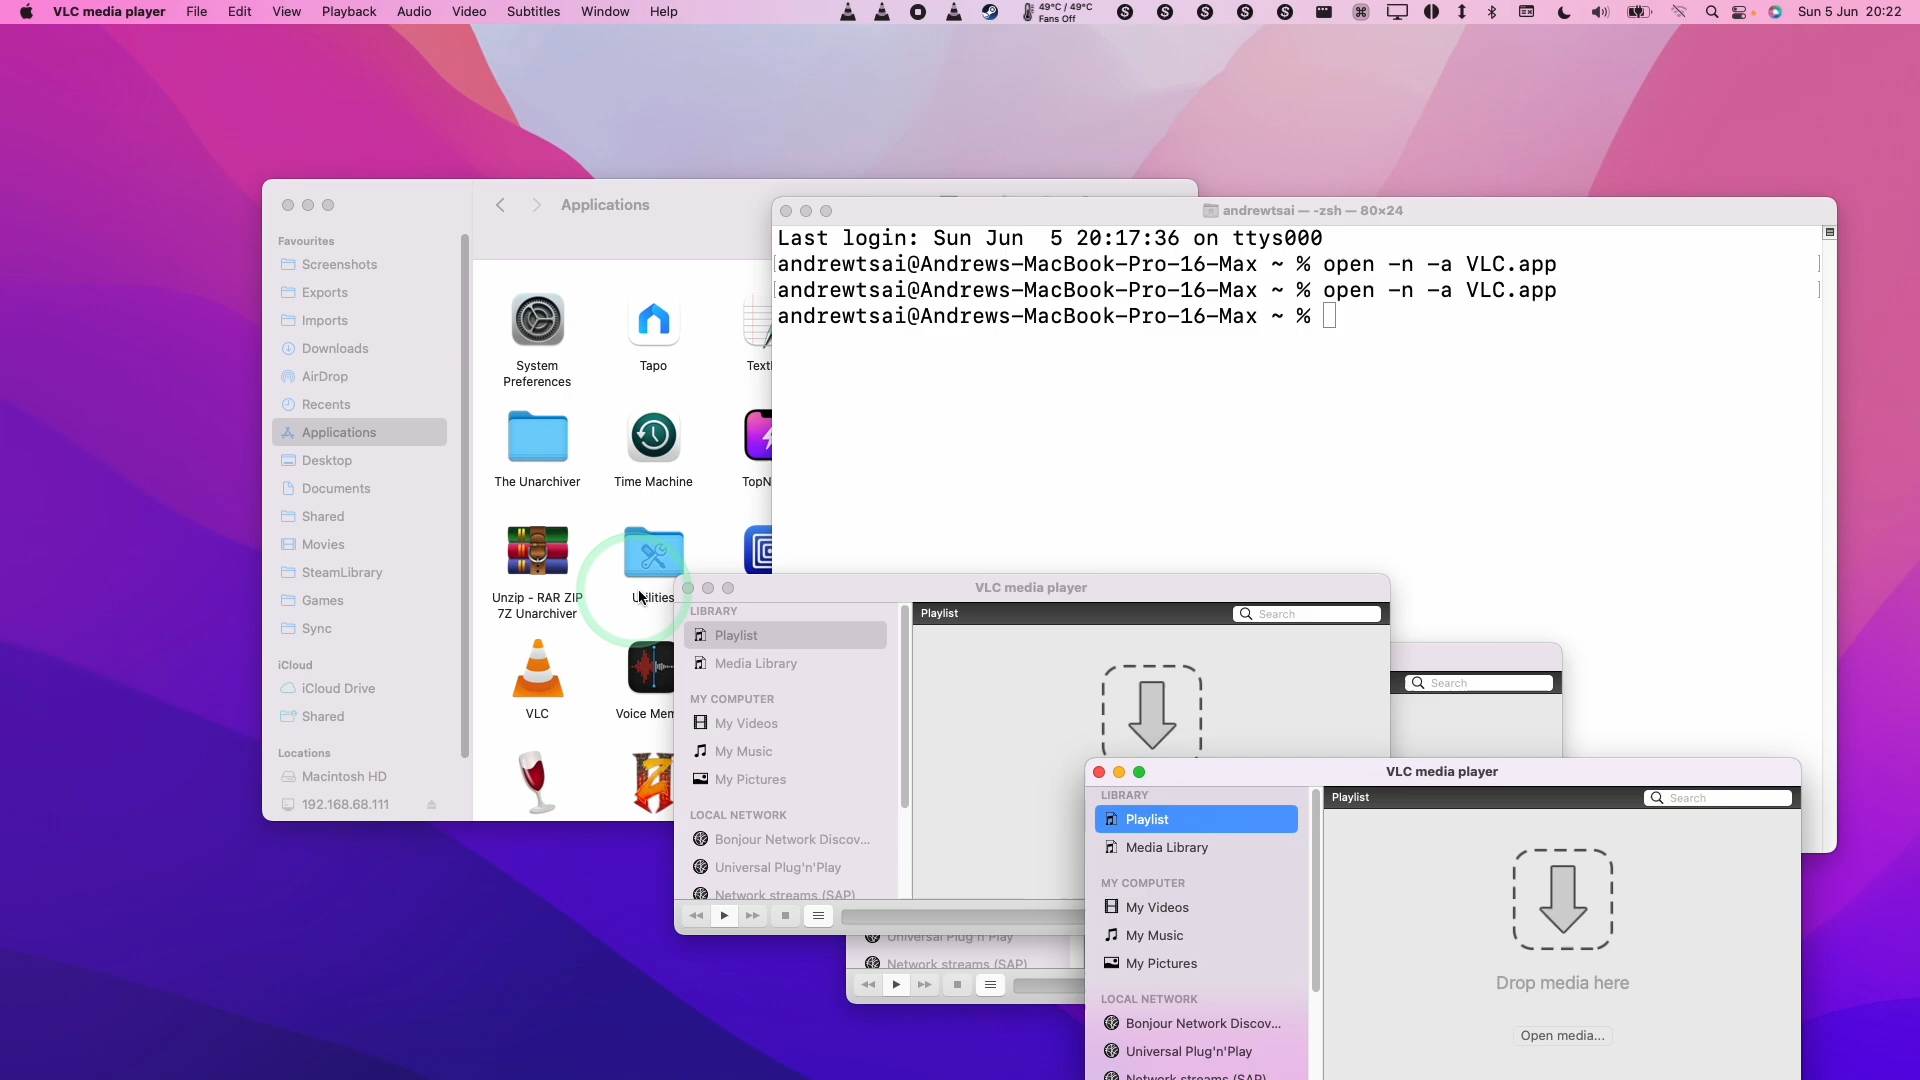 VLC media player File Edit View Playback Audio Video Subtitles Window Help
49°C / 49°C
Fans Off
Sun 5 Jun 20:22
Applications
Favourites
Screenshots
Exports
Imports
Downloads
AirDrop
Recents
Applications
Desktop
Documents
Shared
Movies
SteamLibrary
Games
Sync
iCloud
iCloud Drive
Shared
Locations
Macintosh HD
192.168.68.111
System
Preferences
Tapo
The Unarchiver
Time Machine
Unzip - RAR ZIP
7Z Unarchiver
Utilities
VLC
andrewtsai — -zsh — 80×24
Last login: Sun Jun  5 20:17:36 on ttys000
andrewtsai@Andrews-MacBook-Pro-16-Max ~ % open -n -a VLC.app
andrewtsai@Andrews-MacBook-Pro-16-Max ~ % open -n -a VLC.app
andrewtsai@Andrews-MacBook-Pro-16-Max ~ %
VLC media player
LIBRARY
Playlist
Media Library
MY COMPUTER
My Videos
My Music
My Pictures
LOCAL NETWORK
Bonjour Network Discov...
Universal Plug'n'Play
Network streams (SAP)
Playlist
Search
Search
Universal Plug'n'Play
Network streams (SAP)
VLC media player
LIBRARY
Playlist
Media Library
MY COMPUTER
My Videos
My Music
My Pictures
LOCAL NETWORK
Bonjour Network Discov...
Universal Plug'n'Play
Network streams (SAP)
Playlist
Search
Drop media here
Open media...